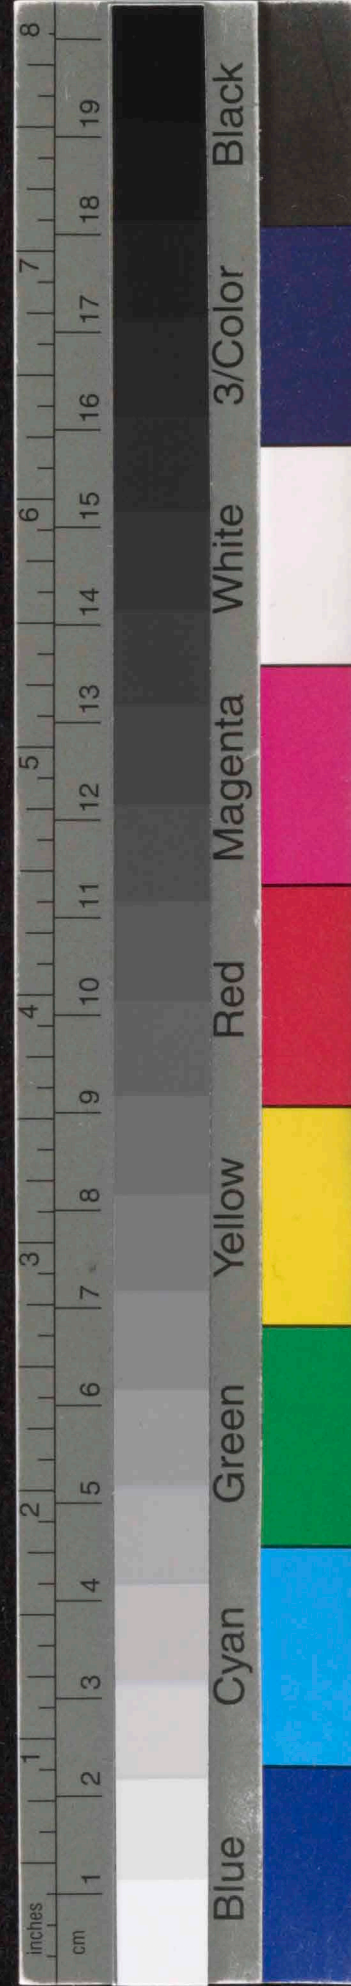 inches 1 2 3 4 5 6 7 8
cm 1 2 3 4 5 6 7 8 9 10 11 12 13 14 15 16 17 18 19
Blue Cyan Green Yellow Red Magenta White 3/Color Black